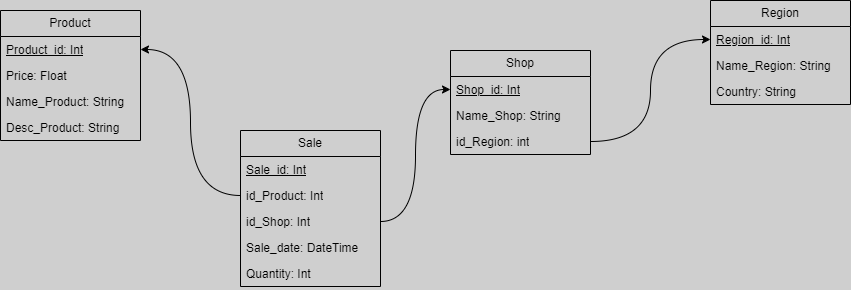 Product
Product_id: Int
Price: Float
Name_Product: String
Desc_Product: String
Sale
Sale_id: Int
id_Product: Int
id_Shop: Int
Sale_date: DateTime
Quantity: Int
Shop
Shop_id: Int
Name_Shop: String
id_Region: int
Region
Region_id: Int
Name_Region: String
Country: String